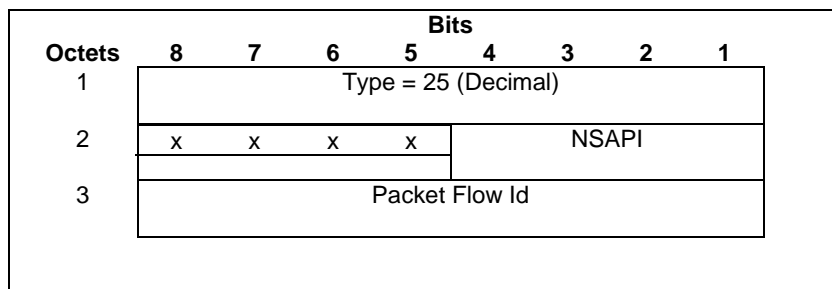 Bits
Octets 8 7 6 5 4 3 2 1
1 Type = 25 (Decimal)
2 x x x x NSAPI
3 Packet Flow Id